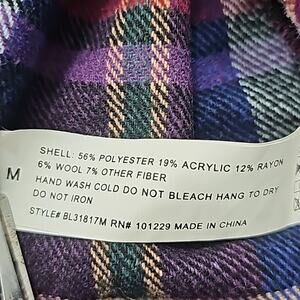 SHELL: 56% POLYESTER 19% ACRYLIC 12% RAYON
6% WOOL 7% OTHER FIBER
M
HAND WASH COLD DO NOT BLEACH HANG TO DRY
DO NOT IRON
STYLE# BL31817M RN# 101229 MADE IN CHINA